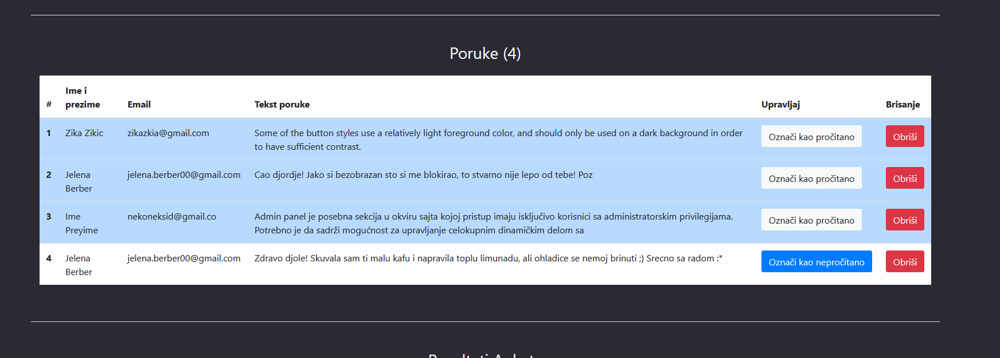 Poruke (4)
# Ime i prezime Email Tekst poruke Upravljaj Brisanje
1 Zika Zikic zikazkia@gmail.com Some of the button styles use a relatively light foreground color, and should only be used on a dark background in order
to have sufficient contrast. Označi kao pročitano Obriši
2 Jelena Berber jelena.berber00@gmail.com Cao djordje! Jako si bezobrazan sto si me blokirao, to stvarno nije lepo od tebe! Poz Označi kao pročitano Obriši
3 Ime Preyime nekoneksid@gmail.co Admin panel je posebna sekcija u okviru sajta kojoj pristup imaju isključivo korisnici sa administratorskim privilegijama.
Potrebno je da sadrži mogućnost za upravljanje celokupnim dinamičkim delom sa Označi kao pročitano Obriši
4 Jelena Berber jelena.berber00@gmail.com Zdravo djole! Skuvala sam ti malu kafu i napravila toplu limunadu, ali ohladice se nemoj brinuti ;) Srecno sa radom :* Označi kao nepročitano Obriši